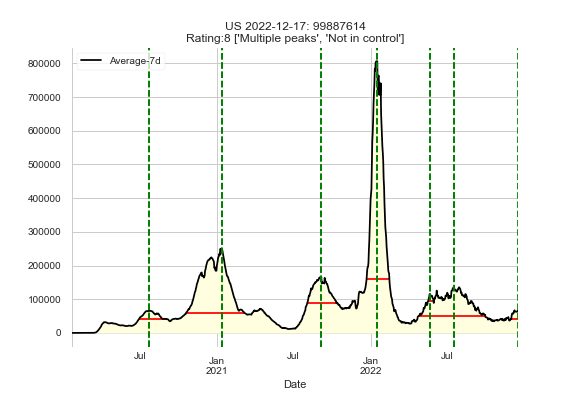 US 2022-12-17: 99887614
Rating:8 ['Multiple peaks', 'Not in control']
Average-7d
800000
700000
600000
500000
400000
300000
200000
100000
0
Jul
Jan
2021
Jul
Jan
2022
Jul
Date